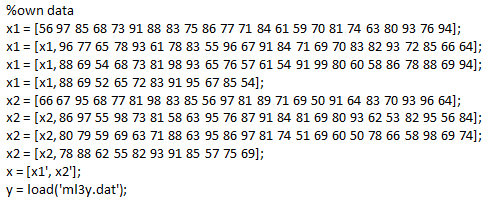 %own data
x1 = [56 97 85 68 73 91 88 83 75 86 77 71 84 61 59 70 81 74 63 80 93 76 94];
x1 = [x1, 96 77 65 78 93 61 78 83 55 96 67 91 84 71 69 70 83 82 93 72 85 66 64];
x1 = [x1, 88 69 54 68 73 81 98 93 65 76 57 61 54 91 99 80 60 58 86 78 88 69 94];
x1 = [x1, 88 69 52 65 72 83 91 95 67 85 54];
x2 = [66 67 95 68 77 81 98 83 85 56 97 81 89 71 69 50 91 64 83 70 93 96 64];
x2 = [x2, 86 97 55 98 73 81 58 63 95 76 87 91 84 81 69 80 93 62 53 82 95 56 84];
x2 = [x2, 80 79 59 69 63 71 88 63 95 86 97 81 74 51 69 60 50 78 66 58 98 69 74];
x2 = [x2, 78 88 62 55 82 93 91 85 57 75 69];
x = [x1', x2'];
y = load('ml3y.dat');